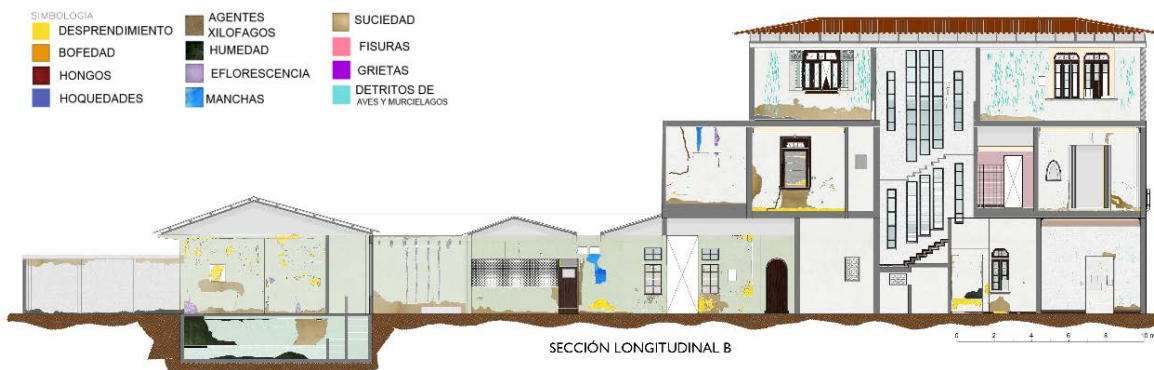 SIMBOLOGÍA
DESPRENDIMIENTO
BOFEDAD
HONGOS
HOQUEDADES
AGENTES
XILOFAGOS
HUMEDAD
EFLORESCENCIA
MANCHAS
SUCIEDAD
FISURAS
GRIETAS
DETRITOS DE
AVES Y MURCIELAGOS
SECCIÓN LONGITUDINAL B
0 2 4 6 8 10 m